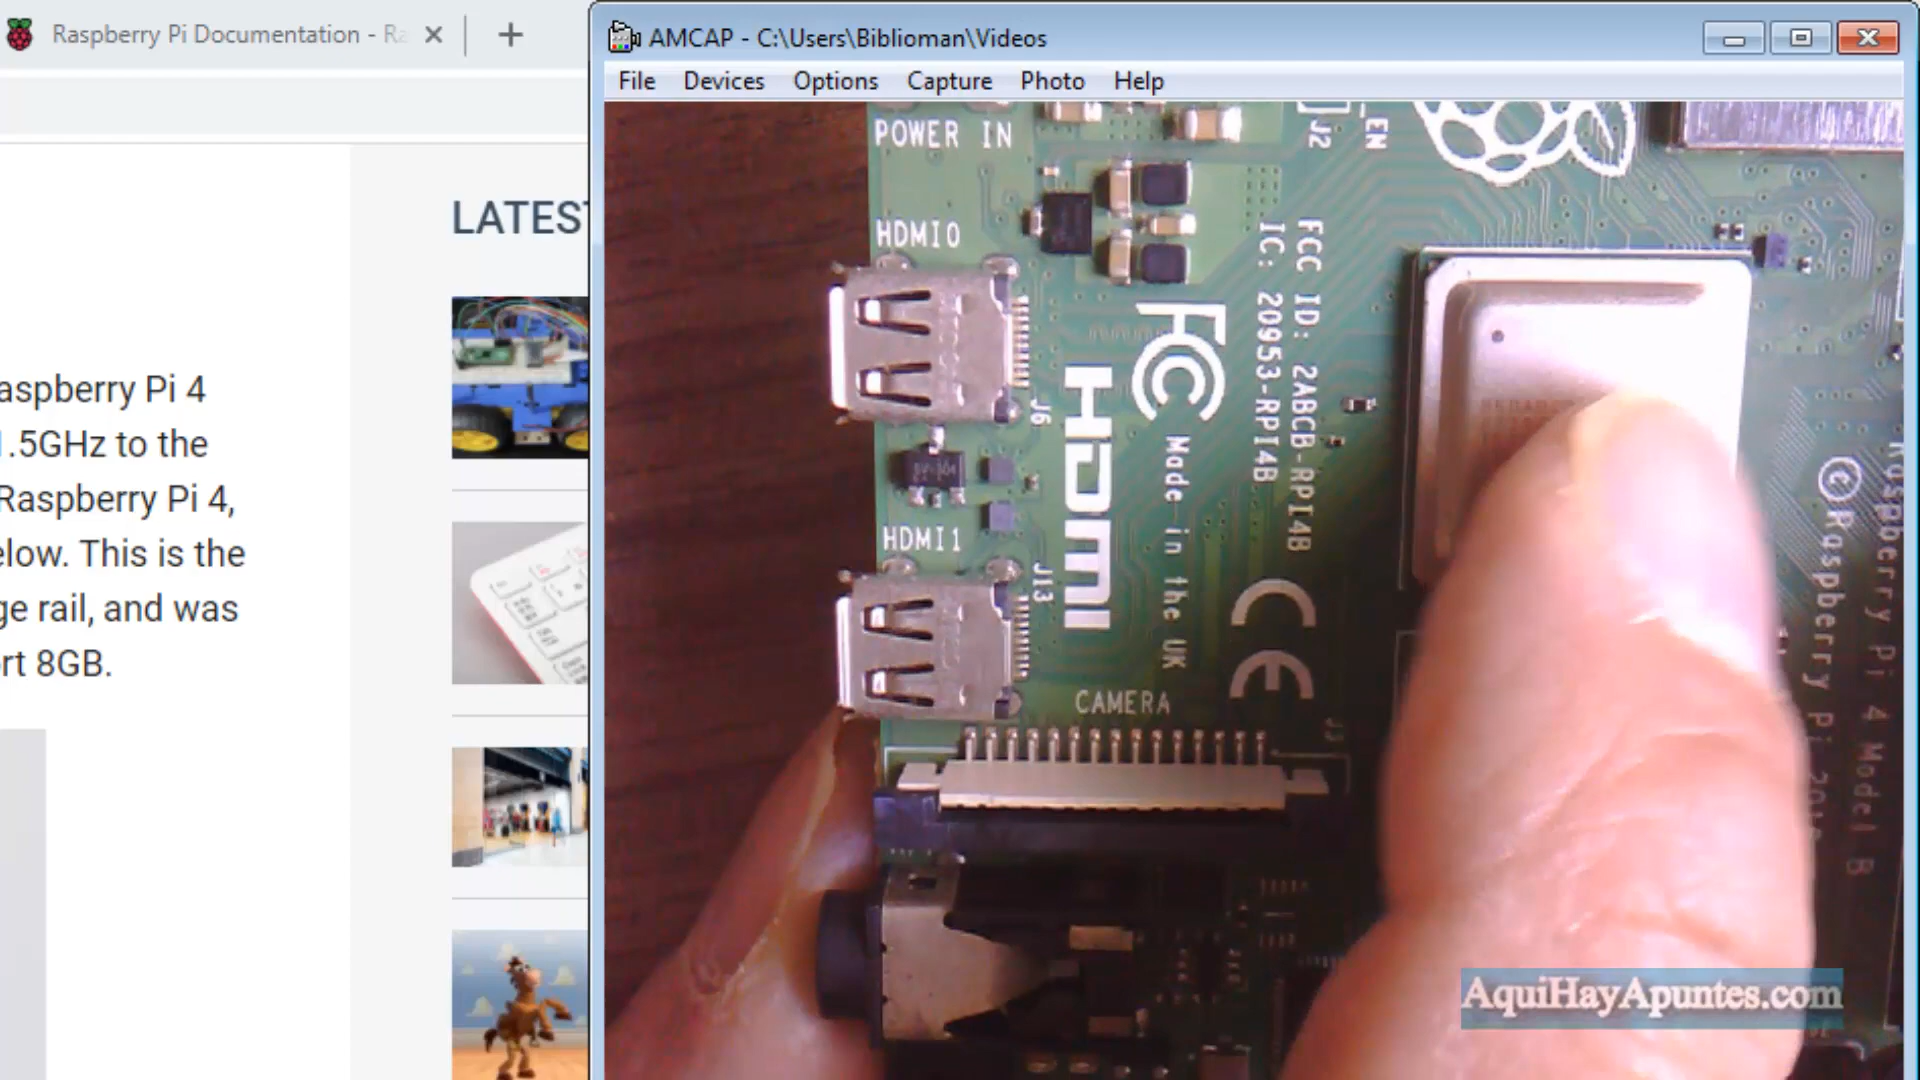 Raspberry Pi Documentation - Ra
AMCAP - C:\Users\Biblioman\Videos
File Devices Options Capture Photo Help
LATEST
aspberry Pi 4
1.5GHz to the
Raspberry Pi 4,
elow. This is the
ge rail, and was
rt 8GB.
POWER IN
J2
EN
HDMI0
J6
FCC ID: 2ABCB-RPI4B
IC: 20953-RPI4B
FC
HDMI
Made in the UK
HDMI1
J13
CE
CAMERA
J3
Raspberry Pi 4 Model B
© Raspberry Pi
AquiHayApuntes.com